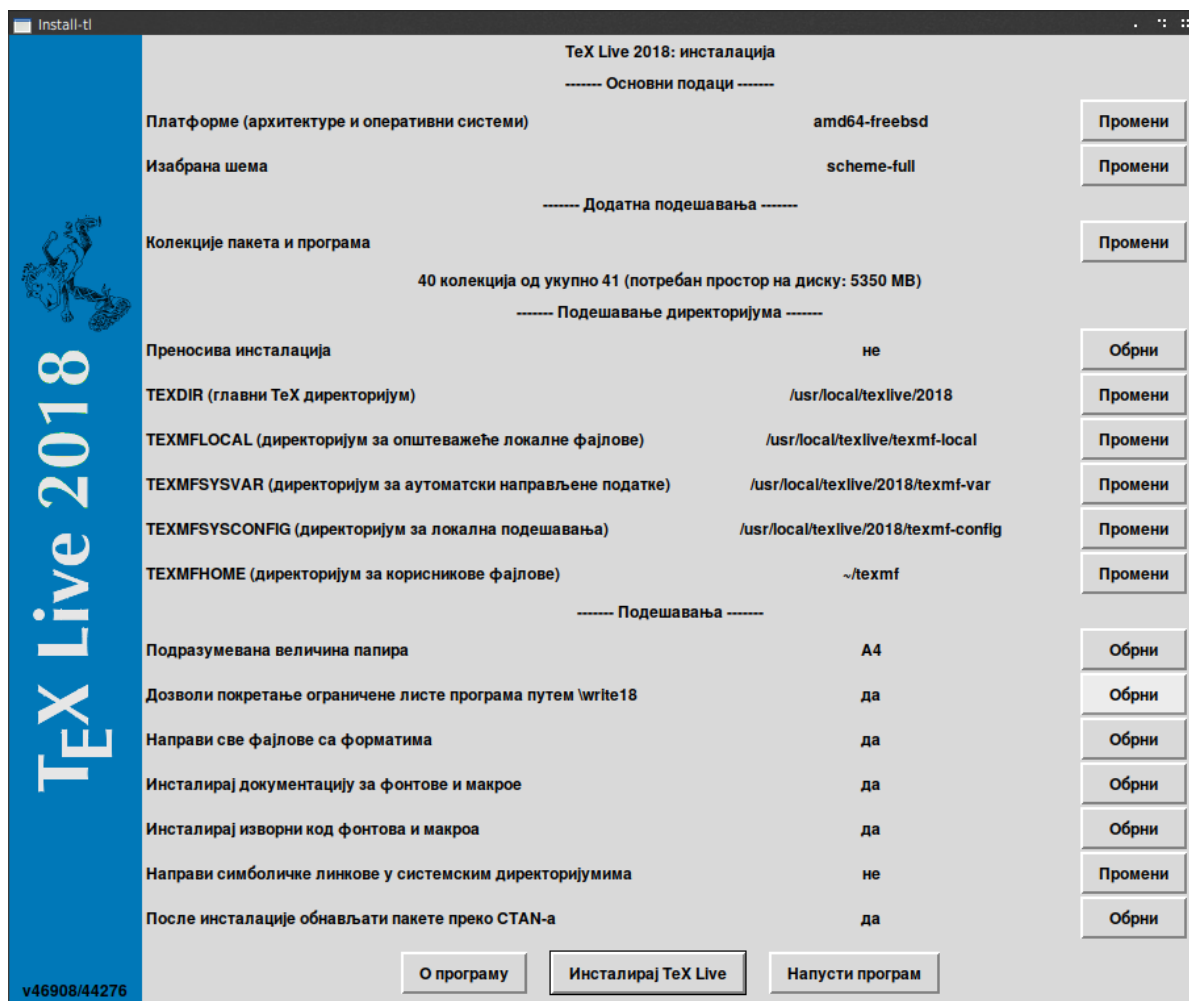 Install-tl
TeX Live 2018: инсталација
------- Основни подаци -------
Платформе (архитектуре и оперативни системи) amd64-freebsd Промени
Изабрана шема scheme-full Промени
------- Додатна подешавања -------
Колекције пакета и програма Промени
40 колекција од укупно 41 (потребан простор на диску: 5350 MB)
------- Подешавање директоријума -------
Преносива инсталација не Обрни
TEXDIR (главни TeX директоријум) /usr/local/texlive/2018 Промени
TEXMFLOCAL (директоријум за општеважеће локалне фајлове) /usr/local/texlive/texmf-local Промени
TEXMFSYSVAR (директоријум за аутоматски направљене податке) /usr/local/texlive/2018/texmf-var Промени
TEXMFSYSCONFIG (директоријум за локална подешавања) /usr/local/texlive/2018/texmf-config Промени
TEXMFHOME (директоријум за корисникове фајлове) ~/texmf Промени
------- Подешавања -------
Подразумевана величина папира A4 Обрни
Дозволи покретање ограничене листе програма путем \write18 да Обрни
Направи све фајлове са форматима да Обрни
Инсталирај документацију за фонтове и макрое да Обрни
Инсталирај изворни код фонтова и макроа да Обрни
Направи симболичке линкове у системским директоријумима не Промени
После инсталације обнављати пакете преко CTAN-а да Обрни
О програму Инсталирај TeX Live Напусти програм
TEX Live 2018
v46908/44276